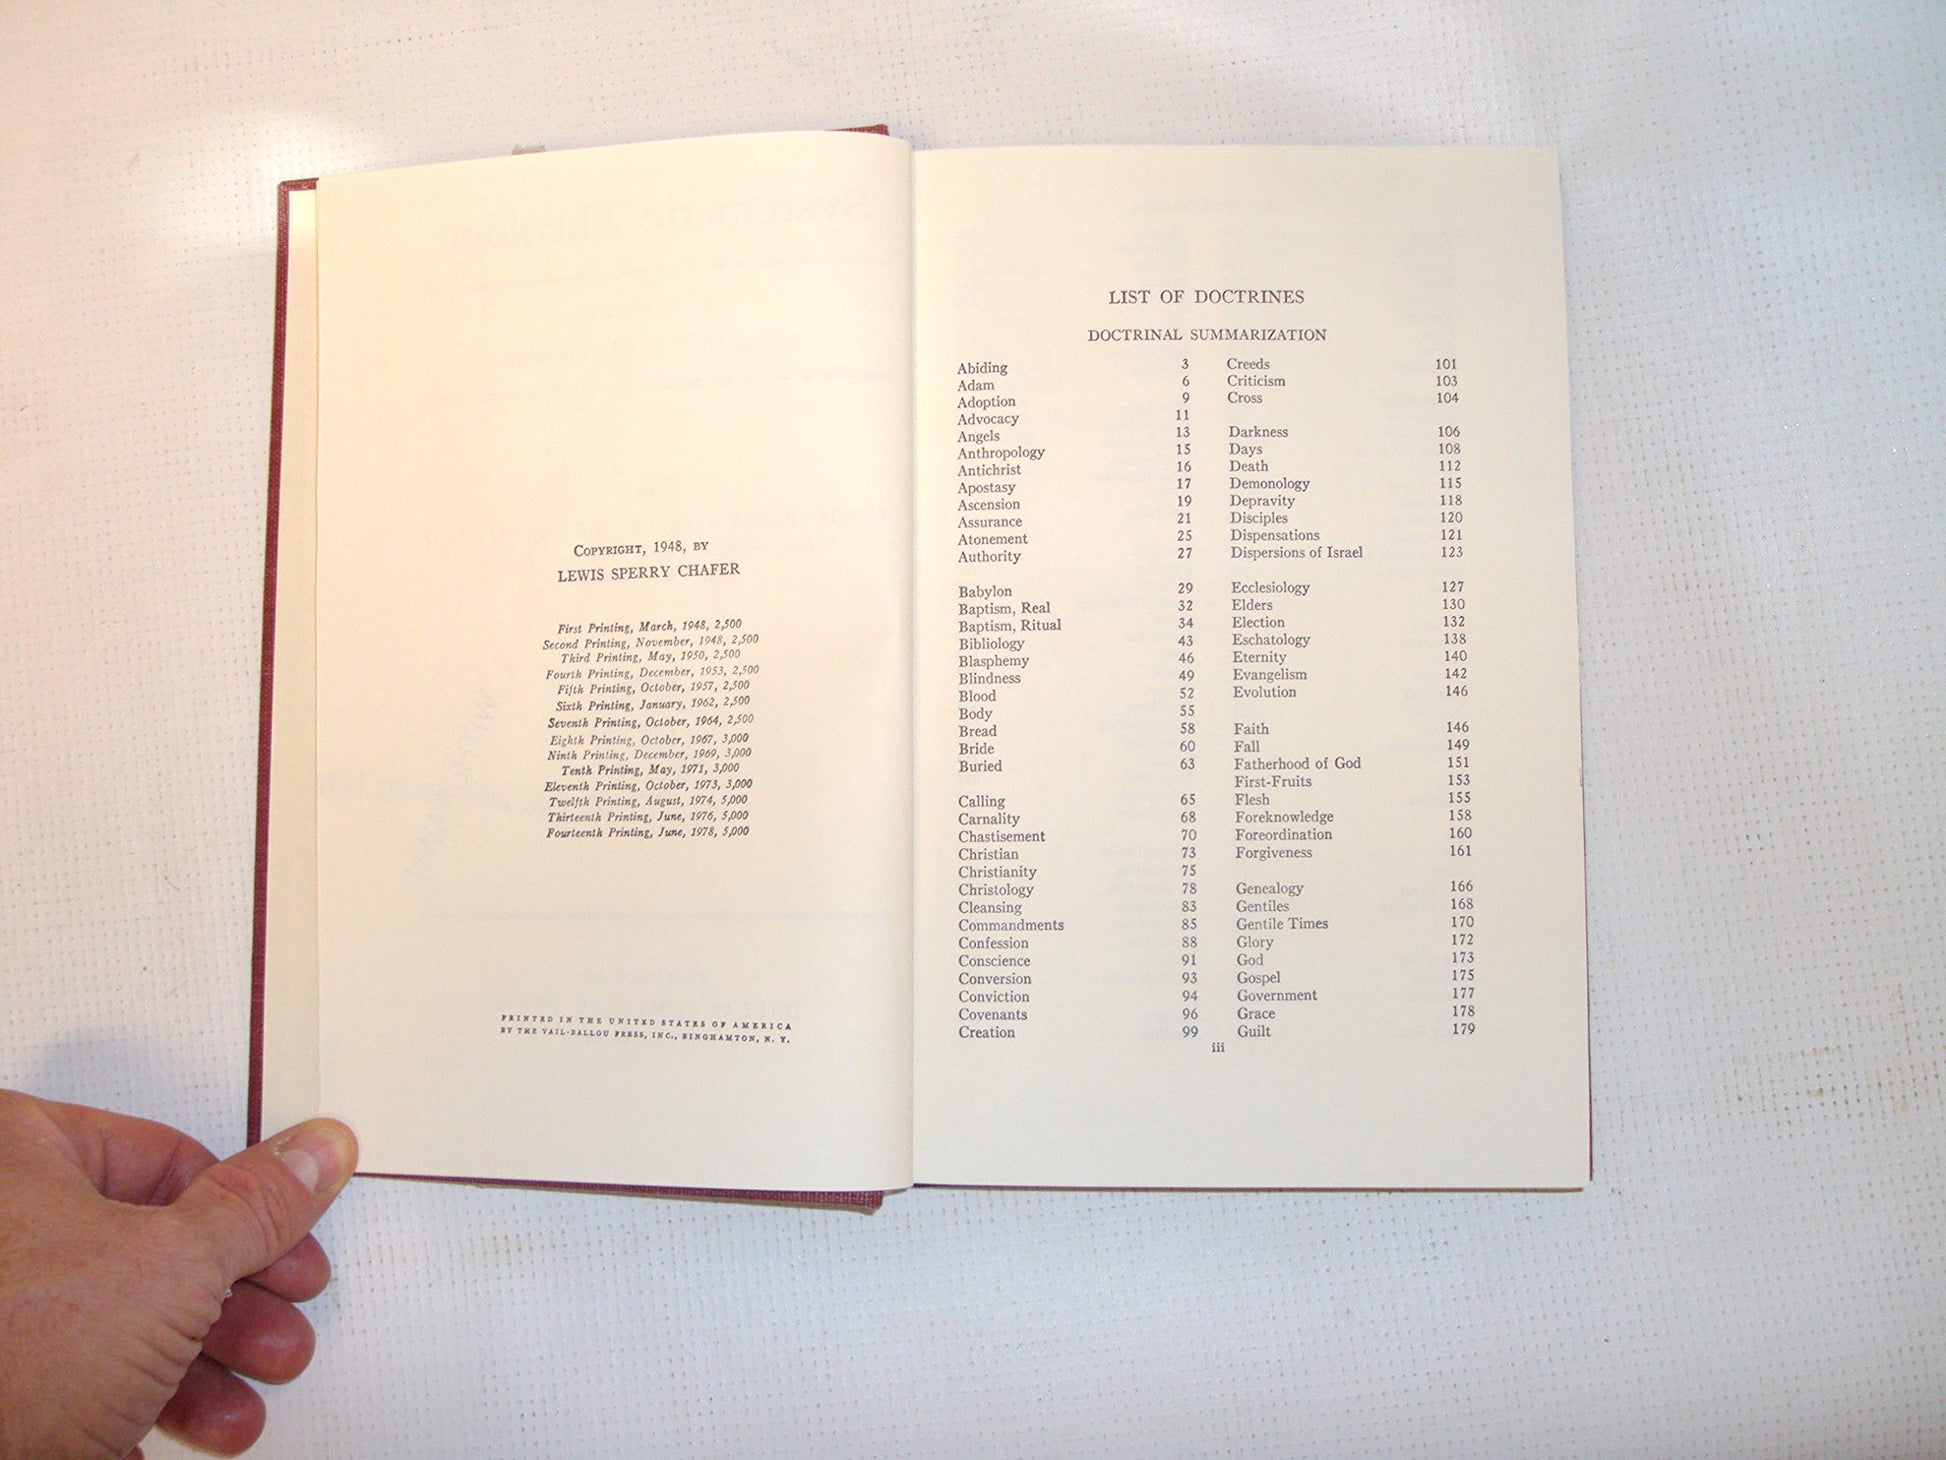 COPYRIGHT, 1948, BY
LEWIS SPERRY CHAFER
First Printing, March, 1948, 2,500
Second Printing, November, 1948, 2,500
Third Printing, May, 1950, 2,500
Fourth Printing, December, 1953, 2,500
Fifth Printing, October, 1957, 2,500
Sixth Printing, January, 1962, 2,500
Seventh Printing, October, 1964, 2,500
Eighth Printing, October, 1967, 3,000
Ninth Printing, December, 1969, 3,000
Tenth Printing, May, 1971, 3,000
Eleventh Printing, October, 1973, 3,000
Twelfth Printing, August, 1974, 5,000
Thirteenth Printing, June, 1976, 5,000
Fourteenth Printing, June, 1978, 5,000
PRINTED IN THE UNITED STATES OF AMERICA
BY THE VAIL-BALLOU PRESS, INC., BINGHAMTON, N. Y.
LIST OF DOCTRINES
DOCTRINAL SUMMARIZATION
Abiding 3
Adam 6
Adoption 9
Advocacy 11
Angels 13
Anthropology 15
Antichrist 16
Apostasy 17
Ascension 19
Assurance 21
Atonement 25
Authority 27
Babylon 29
Baptism, Real 32
Baptism, Ritual 34
Bibliology 43
Blasphemy 46
Blindness 49
Blood 52
Body 55
Bread 58
Bride 60
Buried 63
Calling 65
Carnality 68
Chastisement 70
Christian 73
Christianity 75
Christology 78
Cleansing 83
Commandments 85
Confession 88
Conscience 91
Conversion 93
Conviction 94
Covenants 96
Creation 99
Creeds 101
Criticism 103
Cross 104
Darkness 106
Days 108
Death 112
Demonology 115
Depravity 118
Disciples 120
Dispensations 121
Dispersions of Israel 123
Ecclesiology 127
Elders 130
Election 132
Eschatology 138
Eternity 140
Evangelism 142
Evolution 146
Faith 146
Fall 149
Fatherhood of God 151
First-Fruits 153
Flesh 155
Foreknowledge 158
Foreordination 160
Forgiveness 161
Genealogy 166
Gentiles 168
Gentile Times 170
Glory 172
God 173
Gospel 175
Government 177
Grace 178
Guilt 179
iii